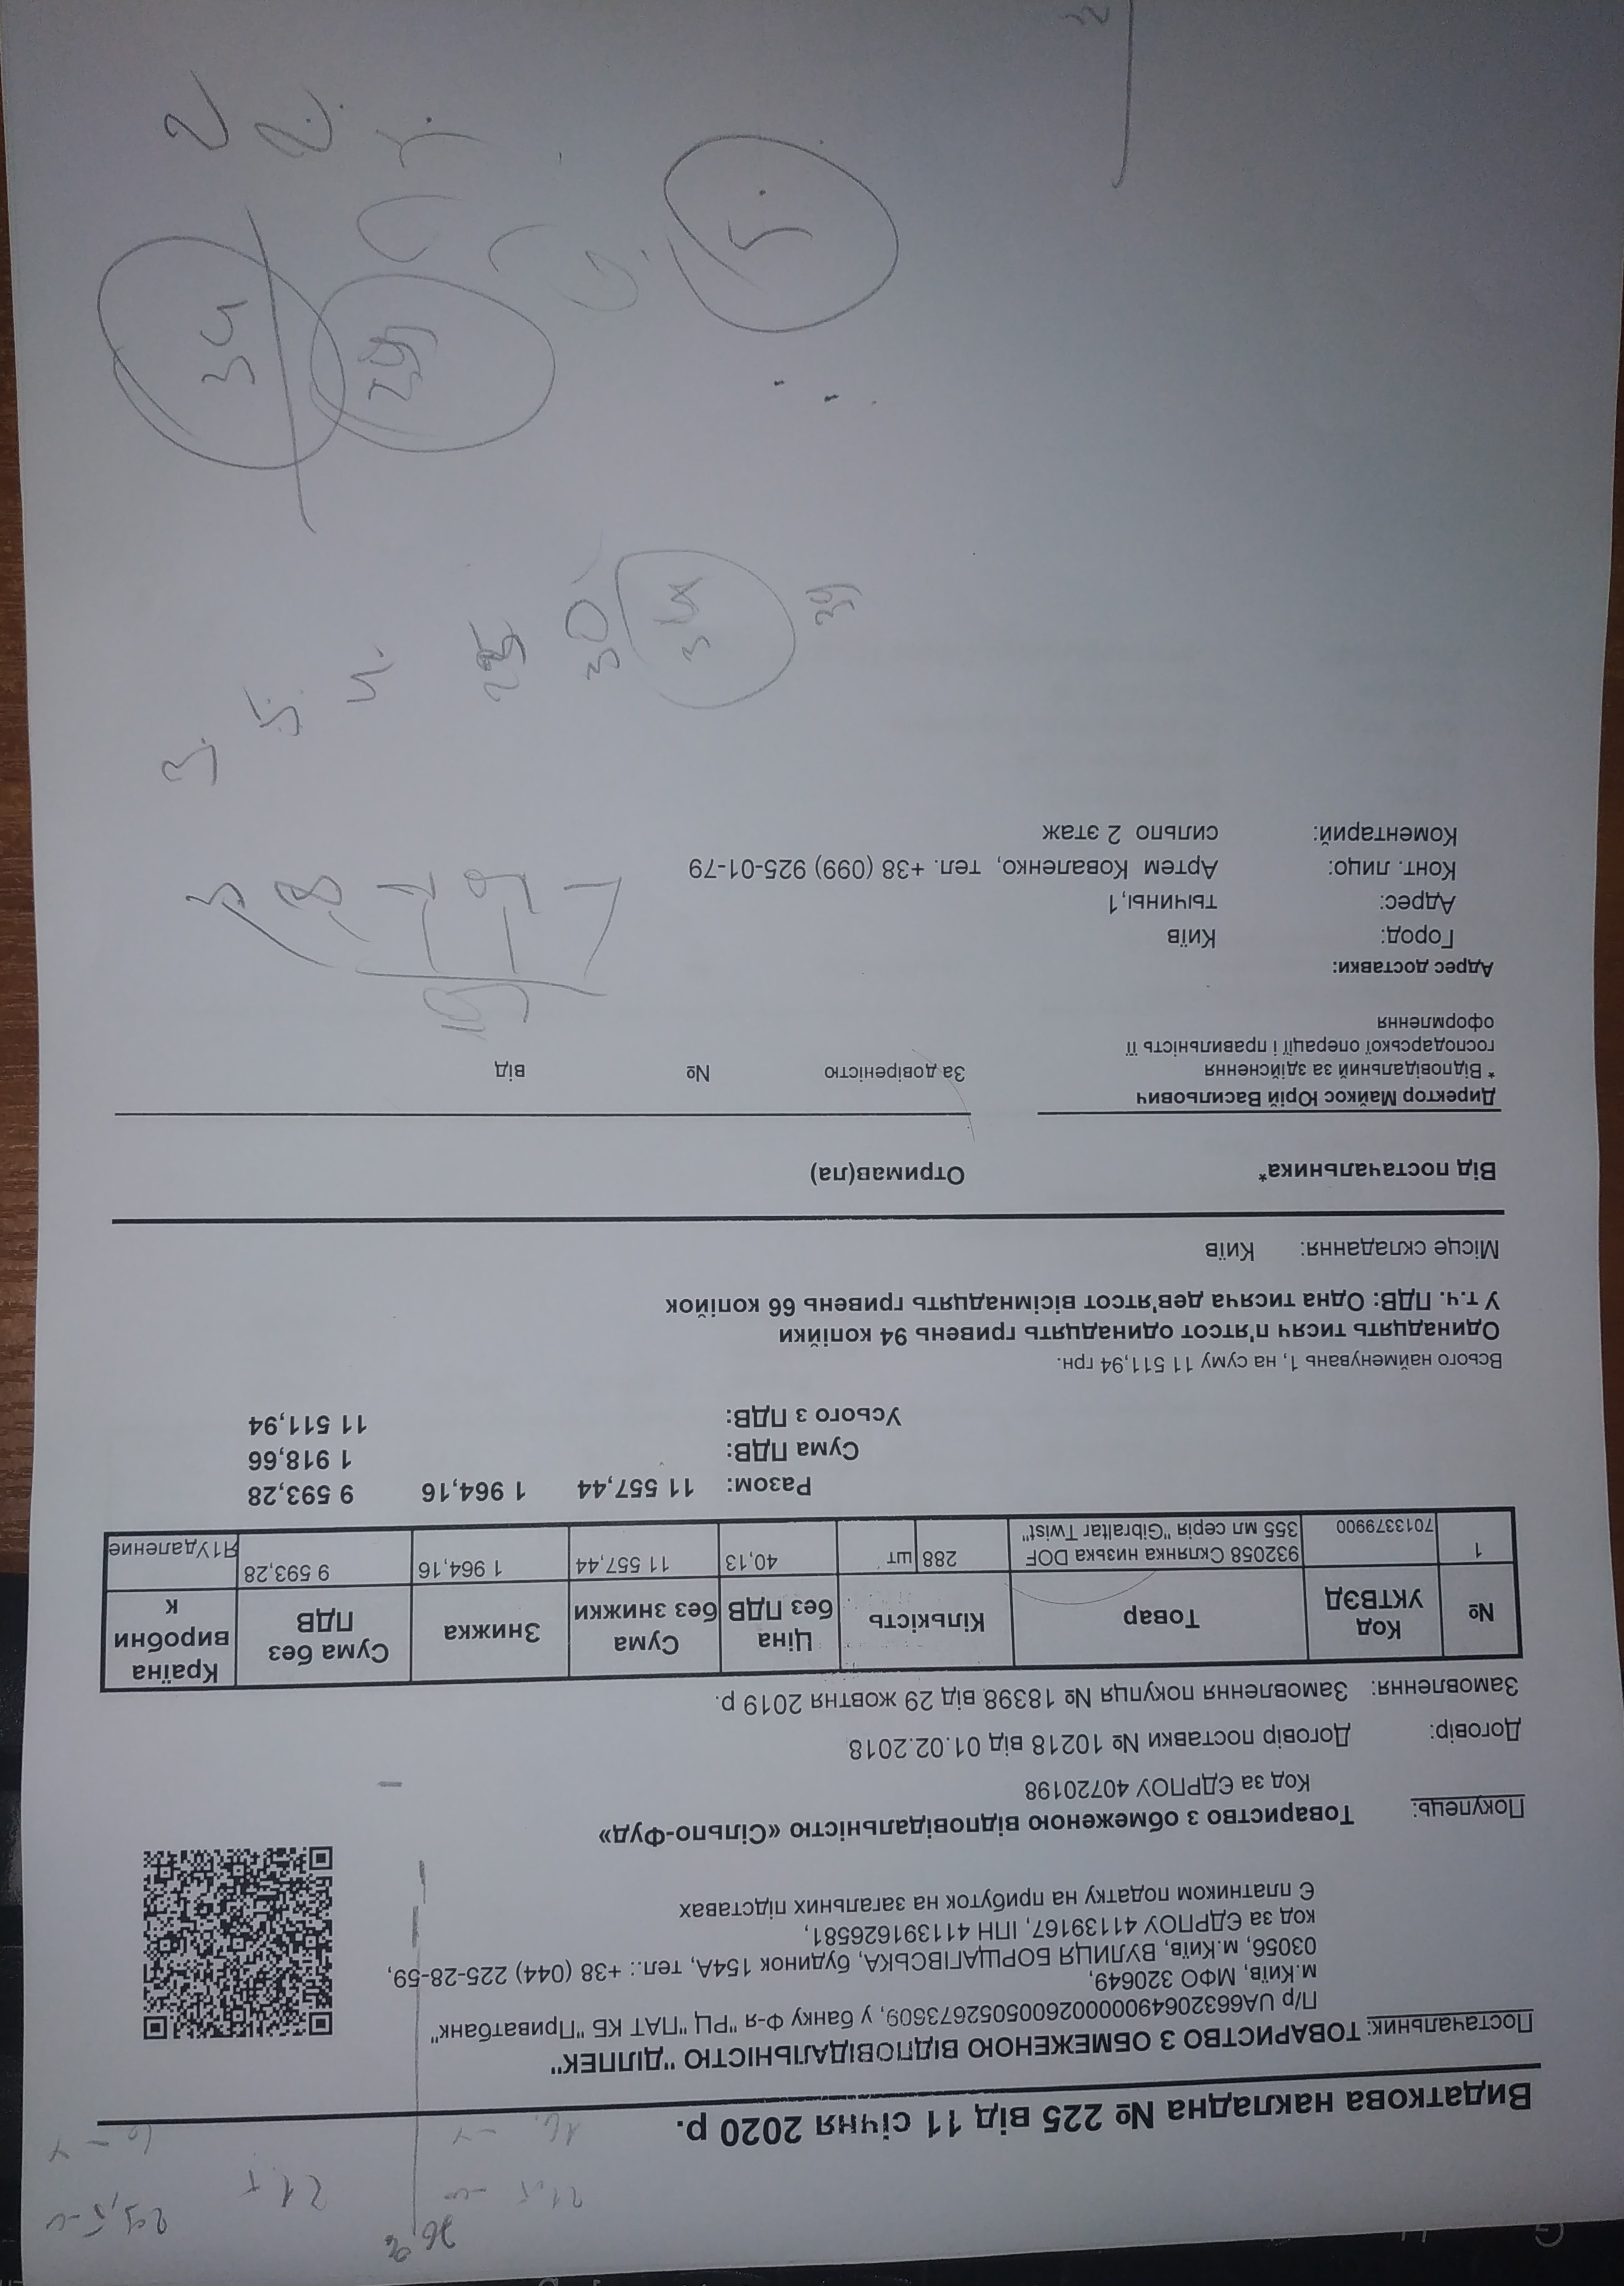 Видаткова накладна № 225 від 11 січня 2020 р.
Постачальник: ТОВАРИСТВО З ОБМЕЖЕНОЮ ВІДПОВІДАЛЬНІСТЮ "ДІЛПЕК"
П/р UA663206490000026005052673509, у банку Ф-я "РЦ "ПАТ КБ "Приватбанк"
м.Київ, МФО 320649,
03056, м.Київ, ВУЛИЦЯ БОРЩАГІВСЬКА, будинок 154А, тел.: +38 (044) 225-28-59,
код за ЄДРПОУ 41139167, ІПН 411391626581,
Є платником податку на прибуток на загальних підставах
Покупець: Товариство з обмеженою відповідальністю «Сільпо-Фуд»
Код за ЄДРПОУ 40720198
Договір: Договір поставки № 10218 від 01.02.2018
Замовлення: Замовлення покупця № 18398 від 29 жовтня 2019 р.
№ Код УКТВЭД Товар Кількість Ціна без ПДВ Сума без знижки Знижка Сума без ПДВ Країна виробник
1 7013379900 932058 Склянка низька DOF 355 мл серія "Gibraltar Twist" 288 шт 40,13 11 557,44 1 964,16 9 593,28 Я1Удаление
Разом: 11 557,44 1 964,16 9 593,28
Сума ПДВ: 1 918,66
Усього з ПДВ: 11 511,94
Всього найменувань 1, на суму 11 511,94 грн.
Одинадцять тисяч п'ятсот одинадцять гривень 94 копійки
У т.ч. ПДВ: Одна тисяча дев'ятсот вісімнадцять гривень 66 копійок
Місце складання: Київ
Від постачальника* Отримав(ла)
Директор Майкос Юрій Васильович
* Відповідальний за здійснення За довіреністю № від
господарської операції і правильність її
оформлення
Адрес доставки:
Город: Київ
Адрес: тычины,1
Конт. лицо: Артем Коваленко, тел. +38 (099) 925-01-79
Коментарий: сильпо 2 этаж
30 34 39
34